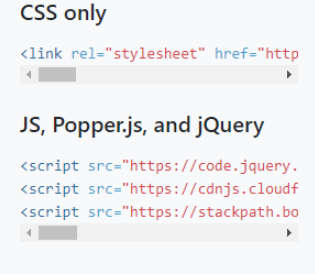 CSS only
<link rel="stylesheet" href="http
JS, Popper.js, and jQuery
<script src="https://code.jquery.
<script src="https://cdnjs.cloudf
<script src="https://stackpath.bo